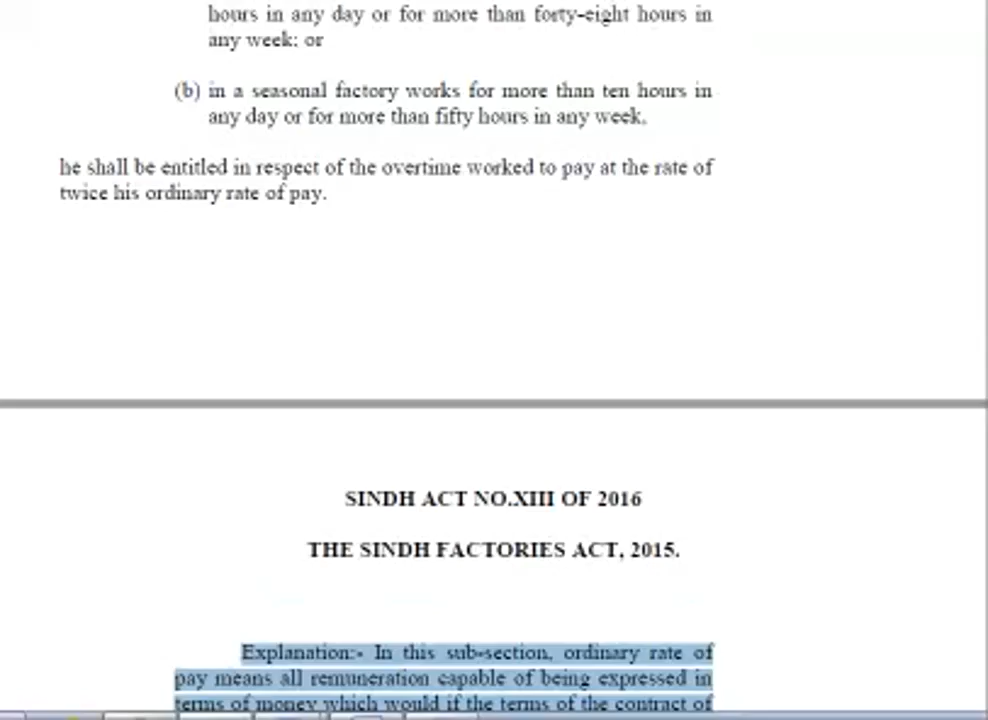 hours in any day or for more than forty-eight hours in
any week: or
(b) in a seasonal factory works for more than ten hours in
any day or for more than fifty hours in any week.
he shall be entitled in respect of the overtime worked to pay at the rate of
twice his ordinary rate of pay.
SINDH ACT NO.XIII OF 2016
THE SINDH FACTORIES ACT, 2015.
Explanation:- In this sub-section, ordinary rate of
pay means all remuneration capable of being expressed in
terms of money which would if the terms of the contract of